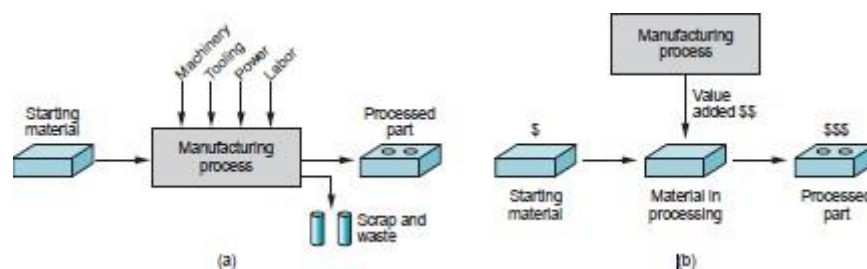 Machinery
Tooling
Power
Labor
Starting
material
Manufacturing
process
Processed
part
Scrap and
waste
(a)
Manufacturing
process
Value
added $$
$
$$$
Starting
material
Material in
processing
Processed
part
(b)